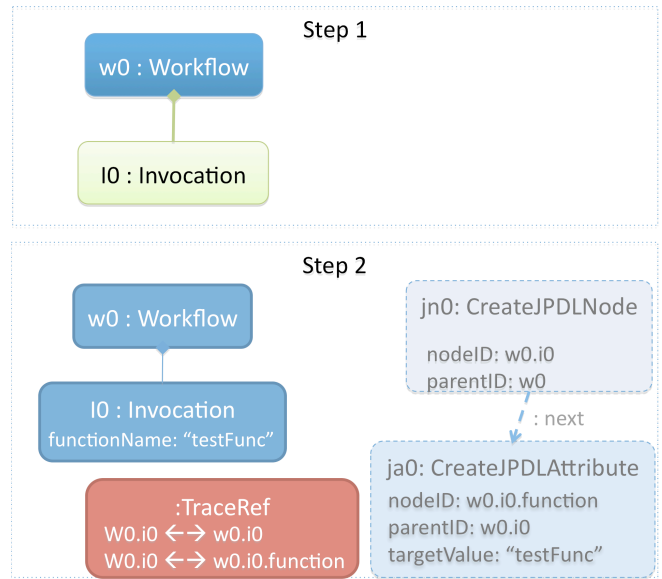 Step 1
w0 : Workflow
I0 : Invocation
Step 2
w0 : Workflow
I0 : Invocation
functionName: “testFunc”
:TraceRef
W0.i0 ←→ w0.i0
W0.i0 ←→ w0.i0.function
jn0: CreateJPDLNode
nodeID: w0.i0
parentID: w0
: next
ja0: CreateJPDLAttribute
nodeID: w0.i0.function
parentID: w0.i0
targetValue: “testFunc”